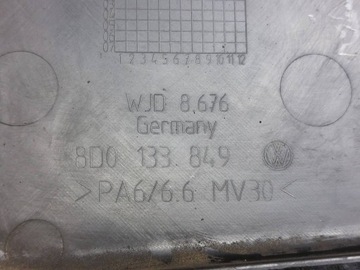 07
1 2 3 4 5 6 7 8 9 10 11 12
WJD 8.676
Germany
8D0 133 849
>PA6/6.6 MV30<